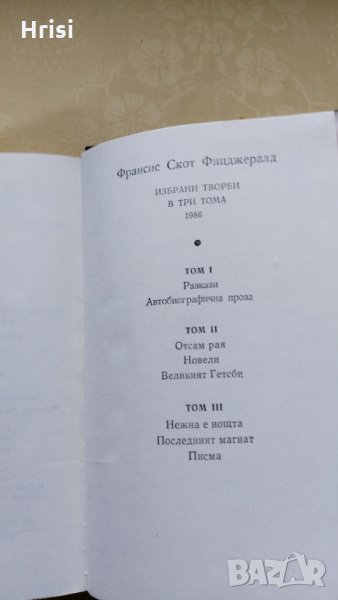 Hrisi
Франсис Скот Фицджералд
ИЗБРАНИ ТВОРБИ
В ТРИ ТОМА
1986
ТОМ I
Разкази
Автобиографична проза
ТОМ II
Отсам рая
Новели
Великият Гетсби
ТОМ III
Нежна е нощта
Последният магнат
Писма
BAZAR